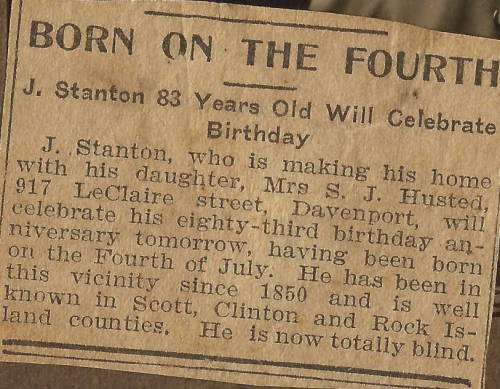 BORN ON THE FOURTH
J. Stanton 83 Years Old Will Celebrate
Birthday
J. Stanton, who is making his home
with his daughter, Mrs S. J. Husted,
917 LeClaire street, Davenport, will
celebrate his eighty-third birthday an-
niversary tomorrow, having been born
on the Fourth of July. He has been in
this vicinity since 1850 and is well
known in Scott, Clinton and Rock Is-
land counties. He is now totally blind.